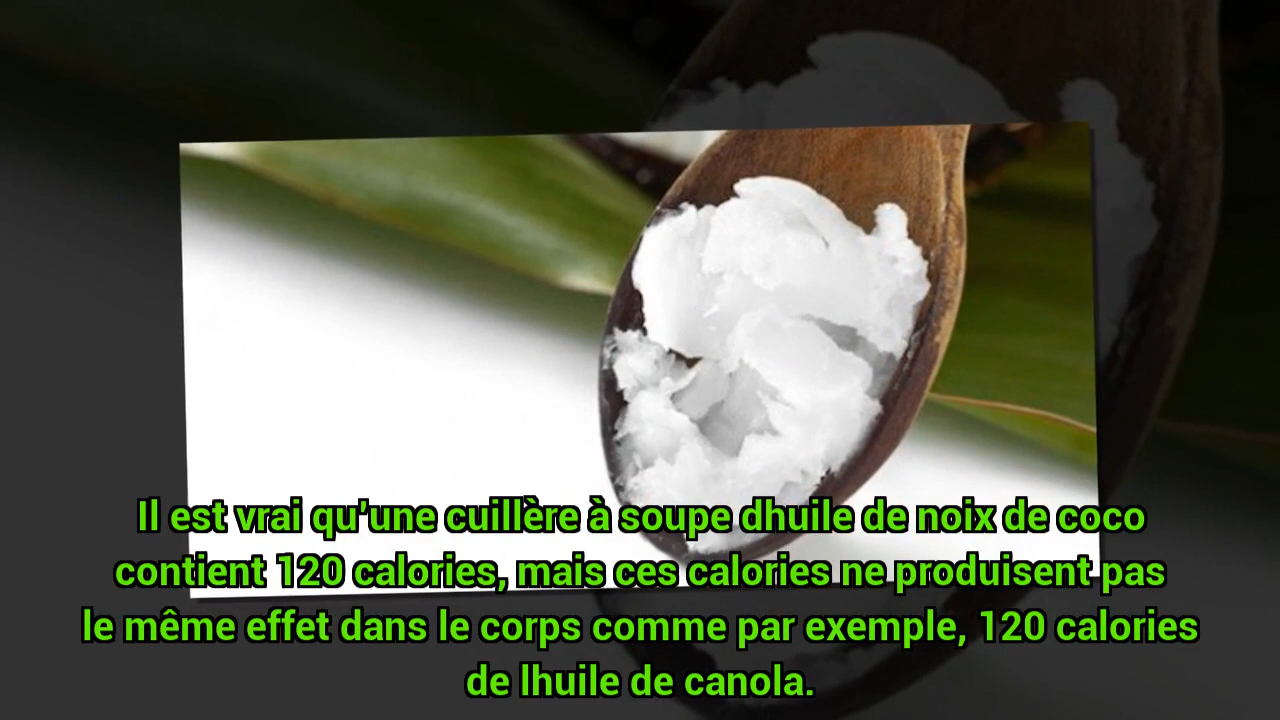 Il est vrai qu'une cuillère à soupe dhuile de noix de coco
contient 120 calories, mais ces calories ne produisent pas
le même effet dans le corps comme par exemple, 120 calories
de lhuile de canola.